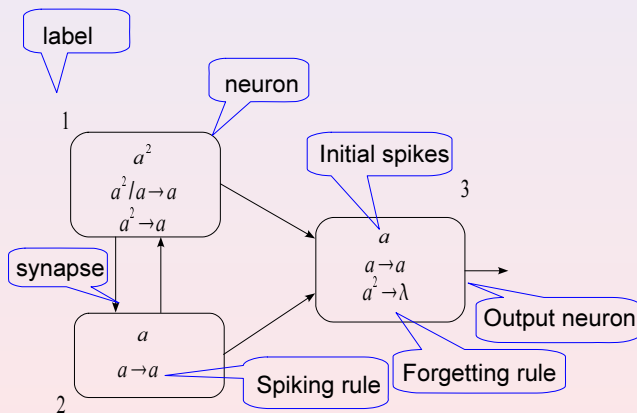 label
neuron
1
a²
a²/a→a
a²→a
Initial spikes
3
a
a→a
a²→λ
synapse
Output neuron
a
a→a
Spiking rule
Forgetting rule
2